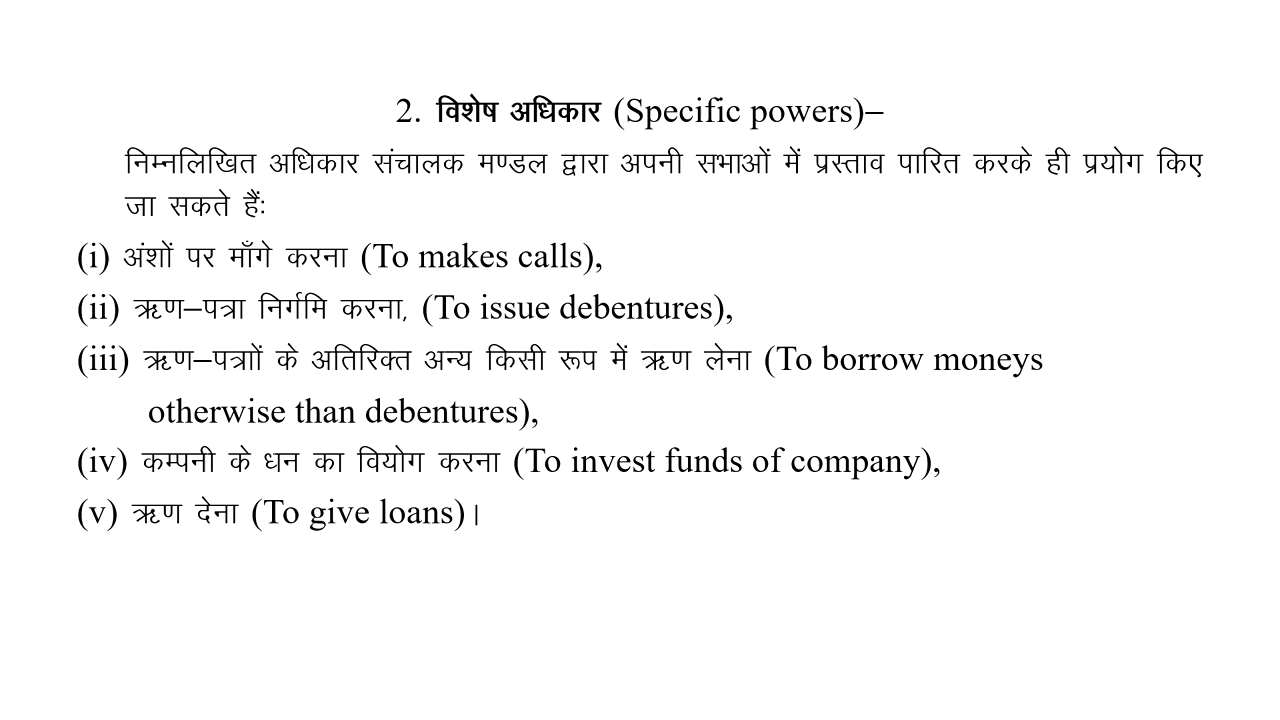 2. विशेष अधिकार (Specific powers)–
निम्नलिखित अधिकार संचालक मण्डल द्वारा अपनी सभाओं में प्रस्ताव पारित करके ही प्रयोग किए
जा सकते हैंः
(i) अंशों पर माँगे करना (To makes calls),
(ii) ऋण–पत्रा निर्गमि करना, (To issue debentures),
(iii) ऋण–पत्राों के अतिरिक्त अन्य किसी रूप में ऋण लेना (To borrow moneys
otherwise than debentures),
(iv) कम्पनी के धन का वियोग करना (To invest funds of company),
(v) ऋण देना (To give loans)।